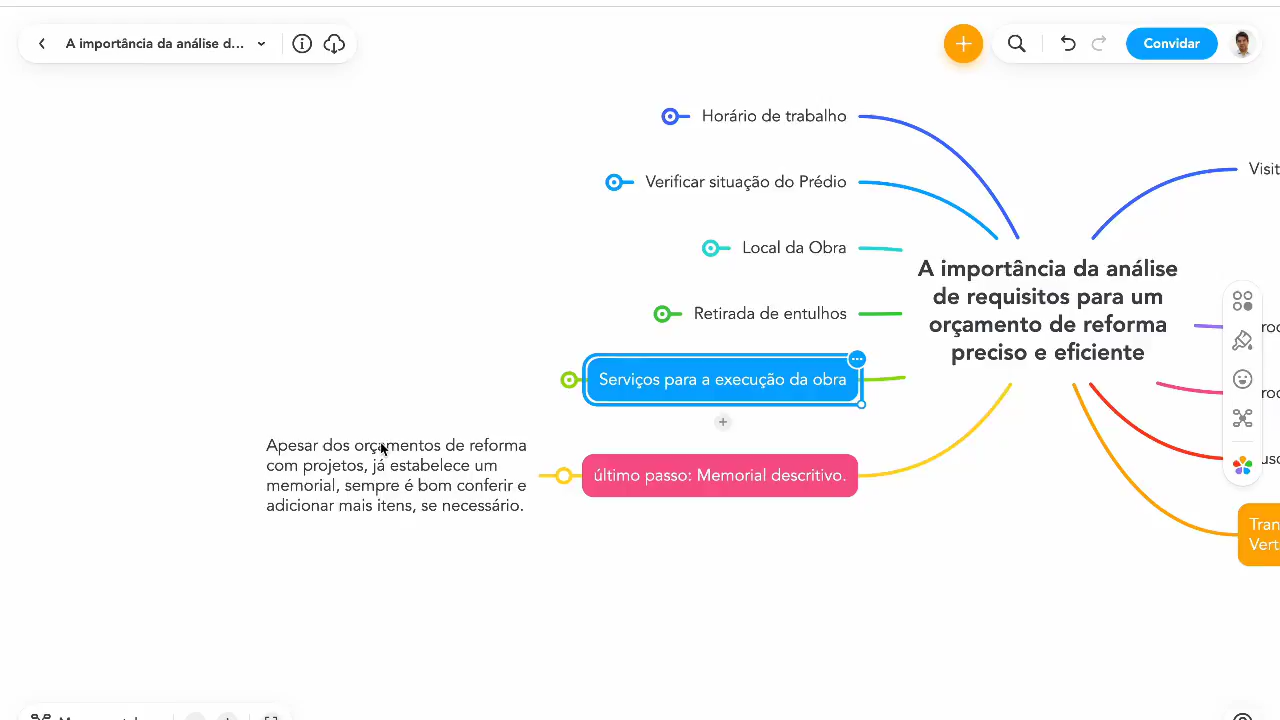 A importância da análise d...
Convidar
Horário de trabalho
Verificar situação do Prédio
Local da Obra
Retirada de entulhos
Serviços para a execução da obra
Apesar dos orçamentos de reforma
com projetos, já estabelece um
memorial, sempre é bom conferir e
adicionar mais itens, se necessário.
último passo: Memorial descritivo.
A importância da análise
de requisitos para um
orçamento de reforma
preciso e eficiente
Visit
Tran
Vert